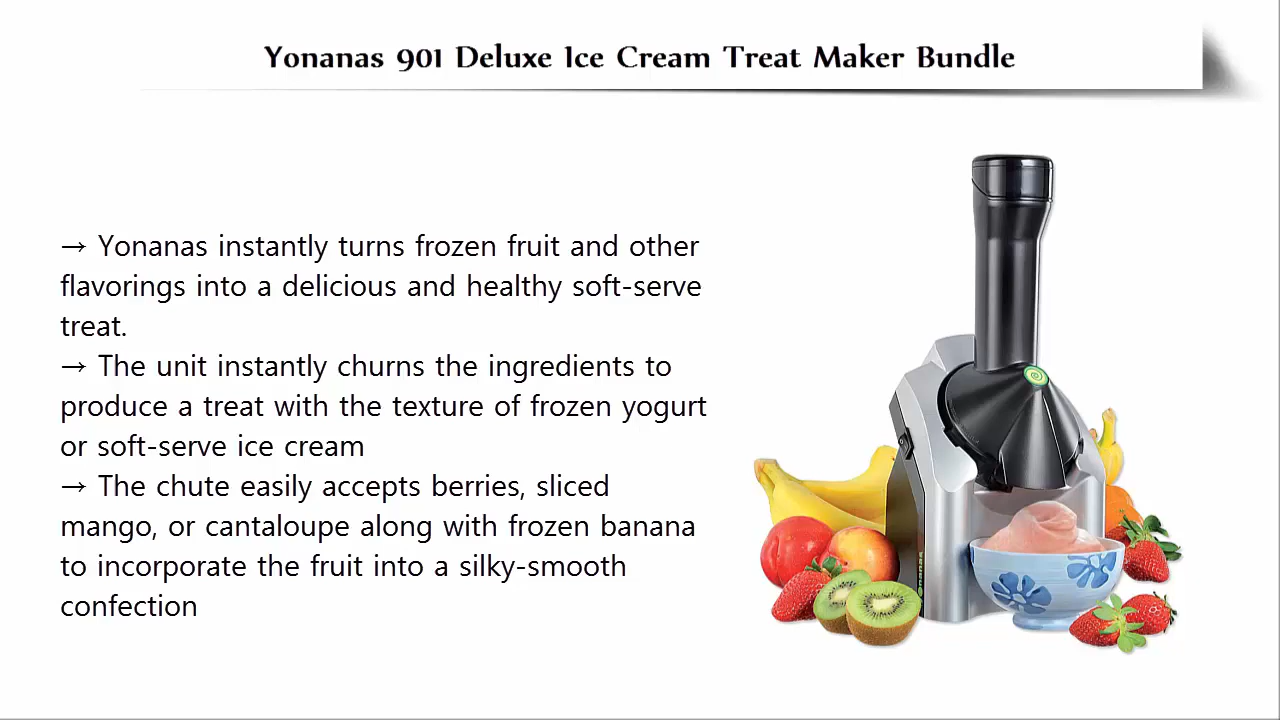 Yonanas 901 Deluxe Ice Cream Treat Maker Bundle
→ Yonanas instantly turns frozen fruit and other
flavorings into a delicious and healthy soft-serve
treat.
→ The unit instantly churns the ingredients to
produce a treat with the texture of frozen yogurt
or soft-serve ice cream
→ The chute easily accepts berries, sliced
mango, or cantaloupe along with frozen banana
to incorporate the fruit into a silky-smooth
confection